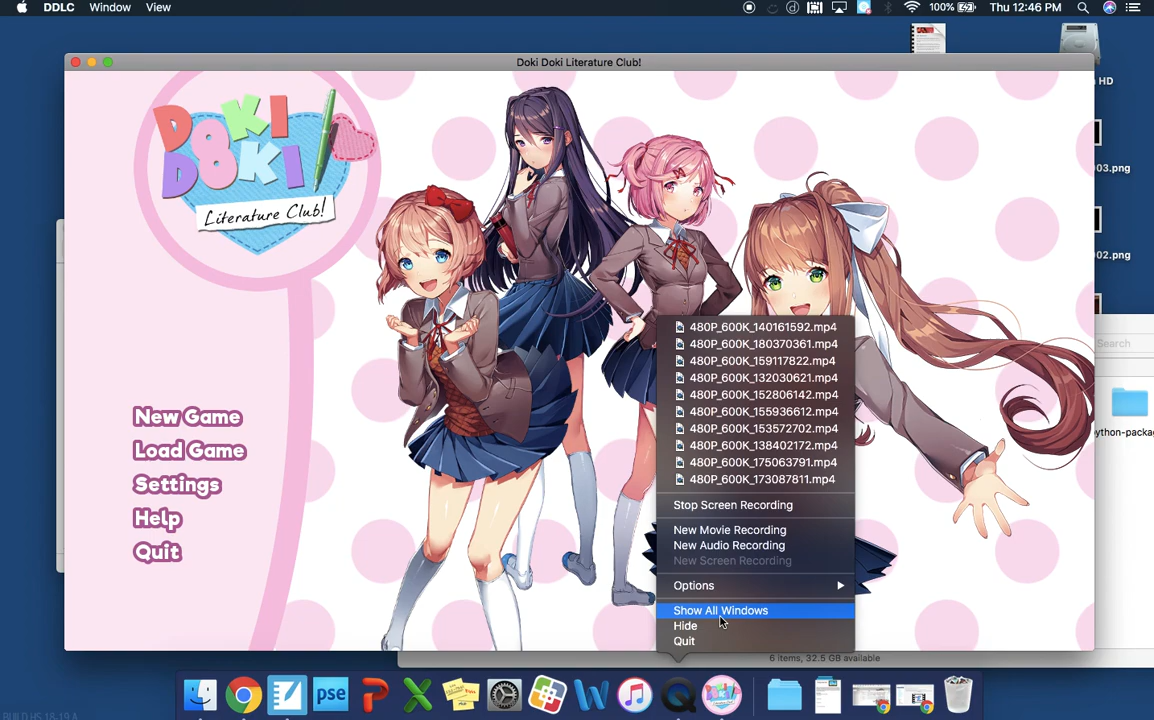 DDLC Window View
100% Thu 12:46 PM
Doki Doki Literature Club!
HD
DOKI
DOKI
Literature Club!
03.png
02.png
Search
ython-packa
New Game
Load Game
Settings
Help
Quit
480P_600K_140161592.mp4
480P_600K_180370361.mp4
480P_600K_159117822.mp4
480P_600K_132030621.mp4
480P_600K_152806142.mp4
480P_600K_155936612.mp4
480P_600K_153572702.mp4
480P_600K_138402172.mp4
480P_600K_175063791.mp4
480P_600K_173087811.mp4
Stop Screen Recording
New Movie Recording
New Audio Recording
New Screen Recording
Options
Show All Windows
Hide
Quit
6 items, 32.5 GB available
pse